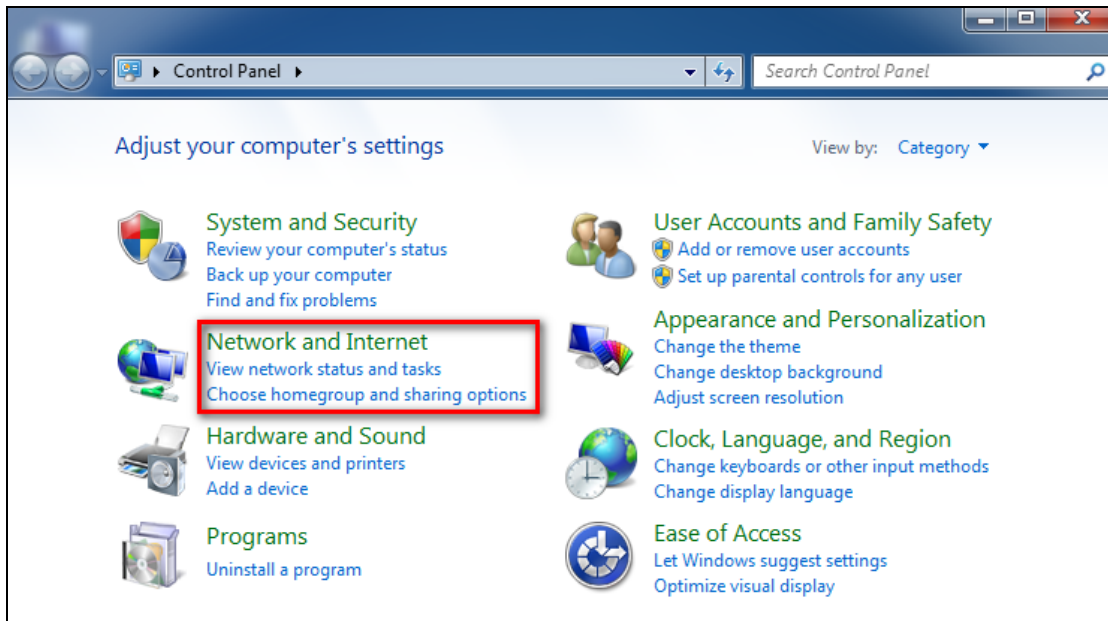 Control Panel
Search Control Panel
Adjust your computer's settings
View by: Category
System and Security
Review your computer's status
Back up your computer
Find and fix problems
Network and Internet
View network status and tasks
Choose homegroup and sharing options
Hardware and Sound
View devices and printers
Add a device
Programs
Uninstall a program
User Accounts and Family Safety
Add or remove user accounts
Set up parental controls for any user
Appearance and Personalization
Change the theme
Change desktop background
Adjust screen resolution
Clock, Language, and Region
Change keyboards or other input methods
Change display language
Ease of Access
Let Windows suggest settings
Optimize visual display